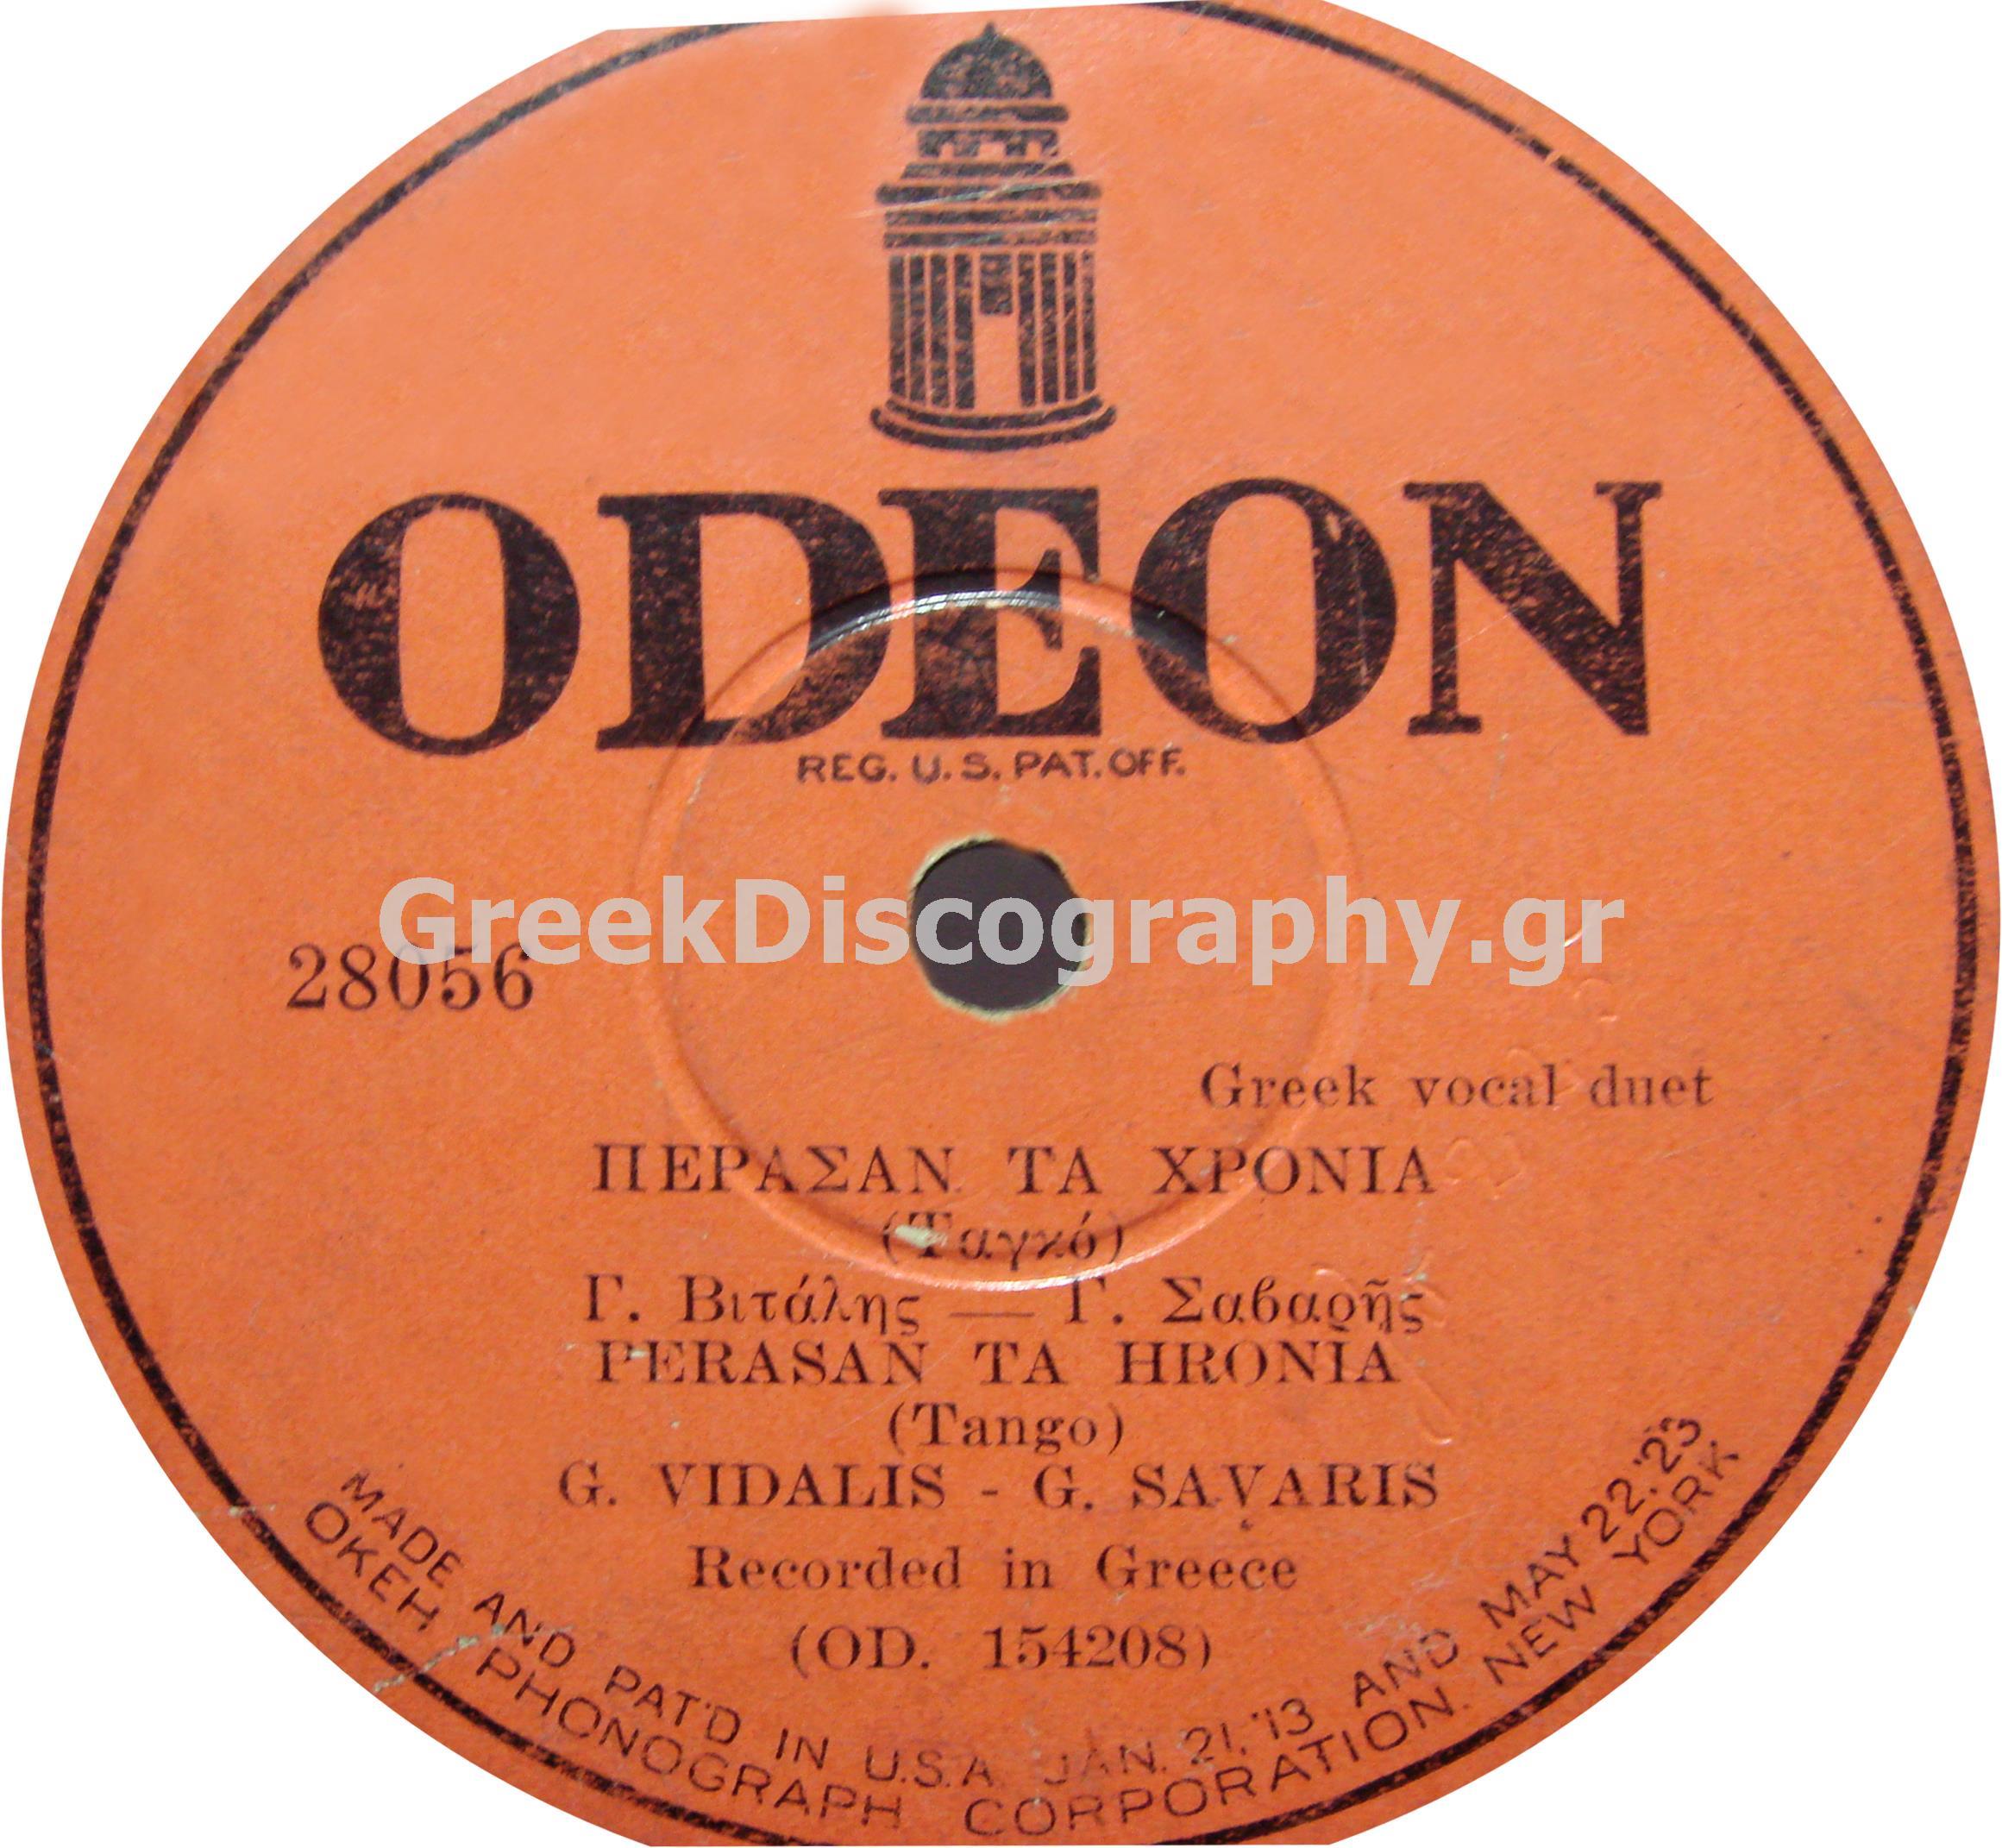 ODEON
REG. U.S. PAT. OFF.
GreekDiscography.gr
28056
Greek vocal duet
ΠΕΡΑΣΑΝ ΤΑ ΧΡΟΝΙΑ
(Ταγκό)
Γ. Βιτάλης — Γ. Σαβαρῆς
PERASAN TA HRONIA
(Tango)
G. VIDALIS - G. SAVARIS
Recorded in Greece
(OD. 154208)
MADE AND PAT'D IN U.S.A. JAN. 21, '13 AND MAY 22, '23
OKEH PHONOGRAPH CORPORATION. NEW YORK